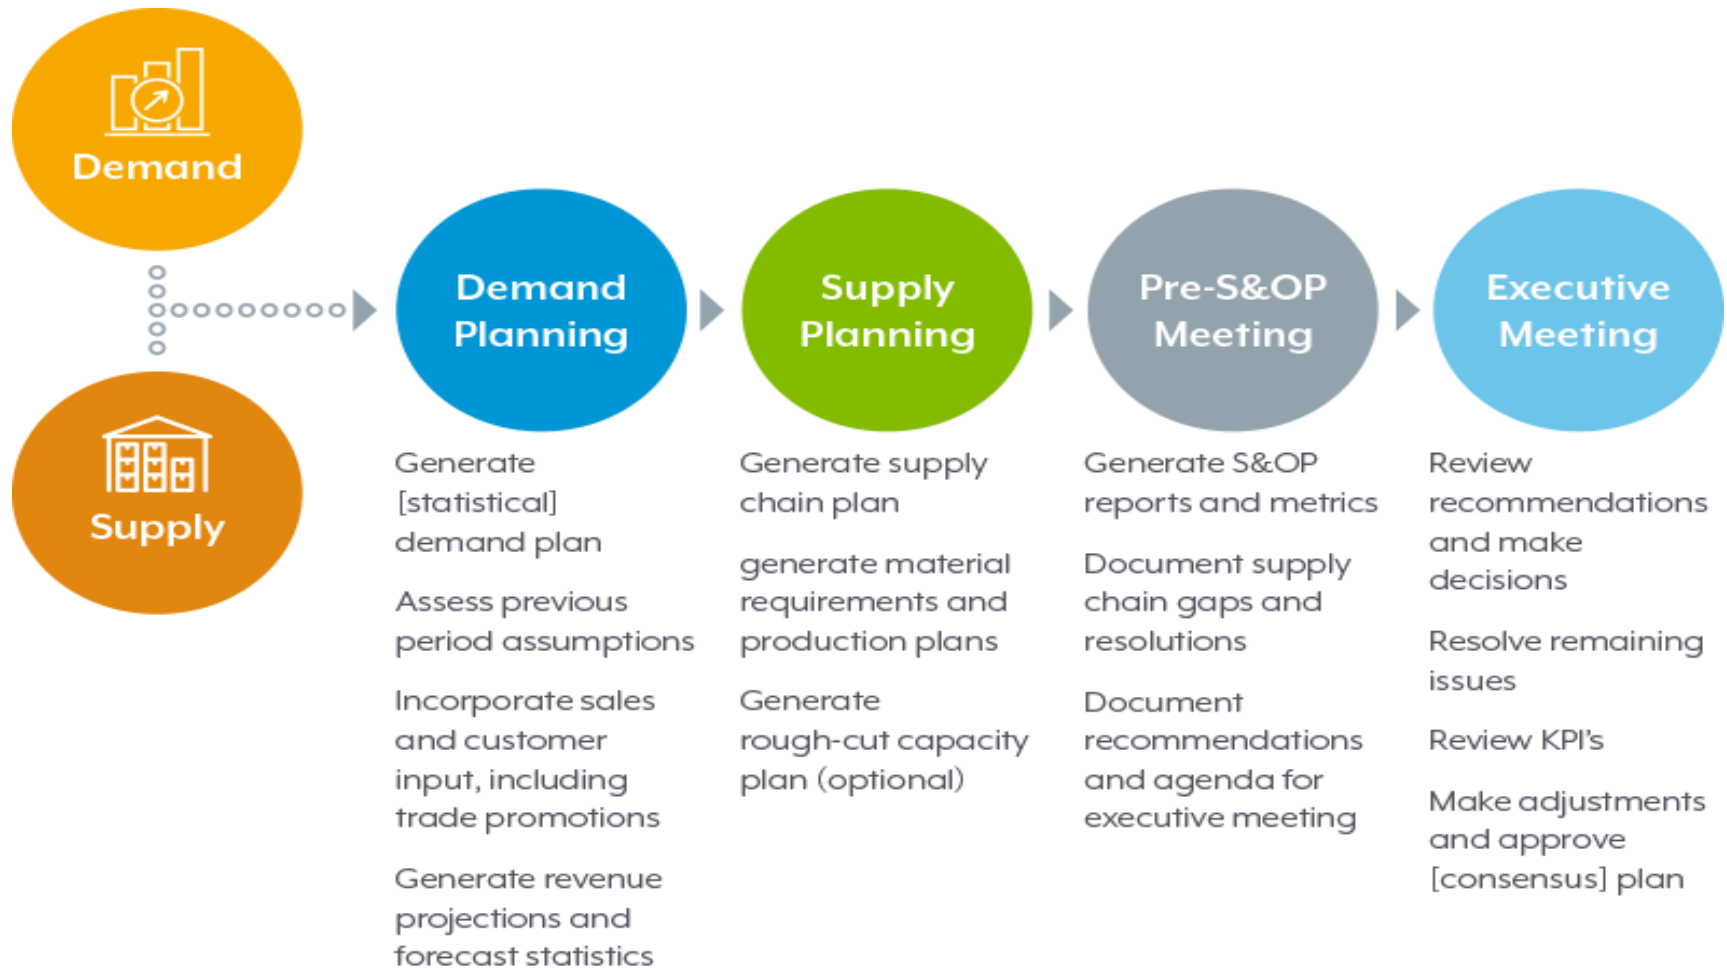 Demand
Supply
Demand
Planning
Generate
[statistical]
demand plan
Assess previous
period assumptions
Incorporate sales
and customer
input, including
trade promotions
Generate revenue
projections and
forecast statistics
Supply
Planning
Generate supply
chain plan
generate material
requirements and
production plans
Generate
rough-cut capacity
plan (optional)
Pre-S&OP
Meeting
Generate S&OP
reports and metrics
Document supply
chain gaps and
resolutions
Document
recommendations
and agenda for
executive meeting
Executive
Meeting
Review
recommendations
and make
decisions
Resolve remaining
issues
Review KPI's
Make adjustments
and approve
[consensus] plan